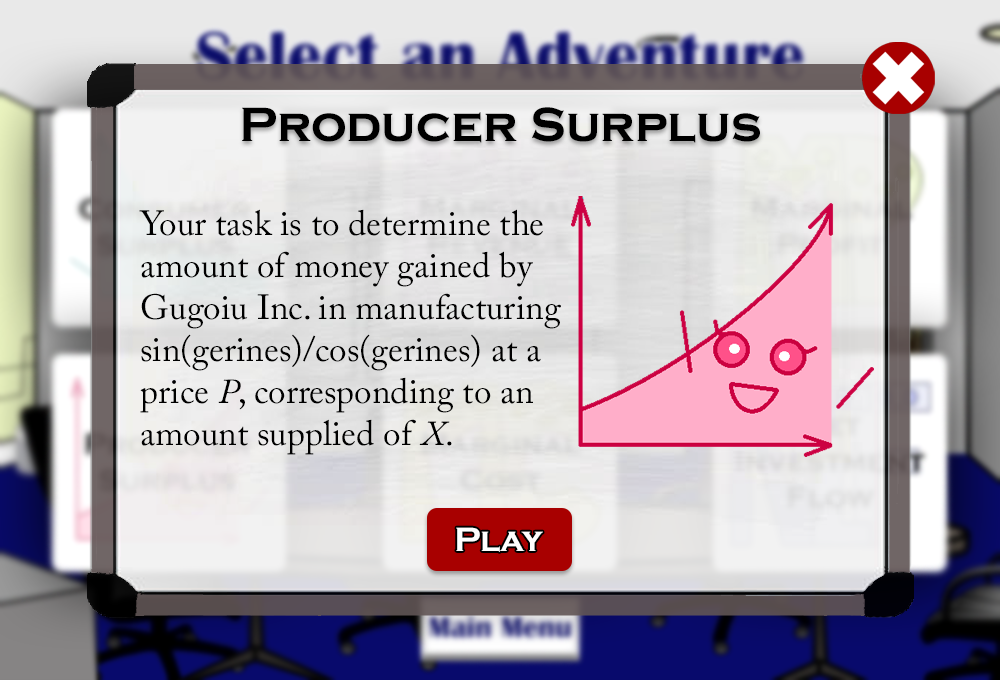 Select an Adventure
PRODUCER SURPLUS
Your task is to determine the
amount of money gained by
Gugoiu Inc. in manufacturing
sin(gerines)/cos(gerines) at a
price P, corresponding to an
amount supplied of X.
PLAY
Main Menu